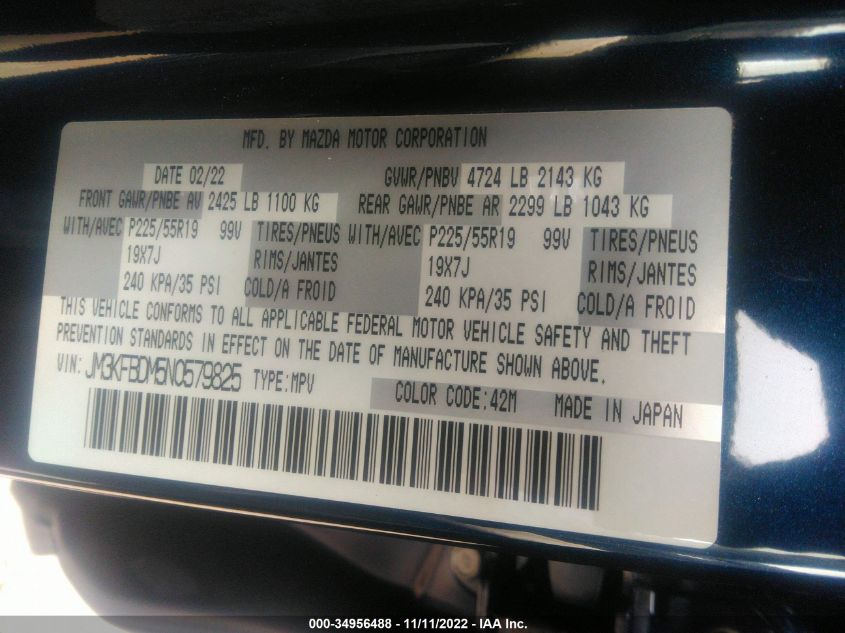 MFD. BY MAZDA MOTOR CORPORATION
DATE 02/22 GVWR/PNBV 4724 LB 2143 KG
FRONT GAWR/PNBE AV 2425 LB 1100 KG REAR GAWR/PNBE AR 2299 LB 1043 KG
WITH/AVEC P225/55R19 99V TIRES/PNEUS WITH/AVEC P225/55R19 99V TIRES/PNEUS
19X7J RIMS/JANTES 19X7J RIMS/JANTES
240 KPA/35 PSI COLD/A FROID 240 KPA/35 PSI COLD/A FROID
THIS VEHICLE CONFORMS TO ALL APPLICABLE FEDERAL MOTOR VEHICLE SAFETY AND THEFT
PREVENTION STANDARDS IN EFFECT ON THE DATE OF MANUFACTURE SHOWN ABOVE.
VIN: JM3KFBDM5N0579825 TYPE:MPV COLOR CODE:42M MADE IN JAPAN
000-34956488 - 11/11/2022 - IAA Inc.